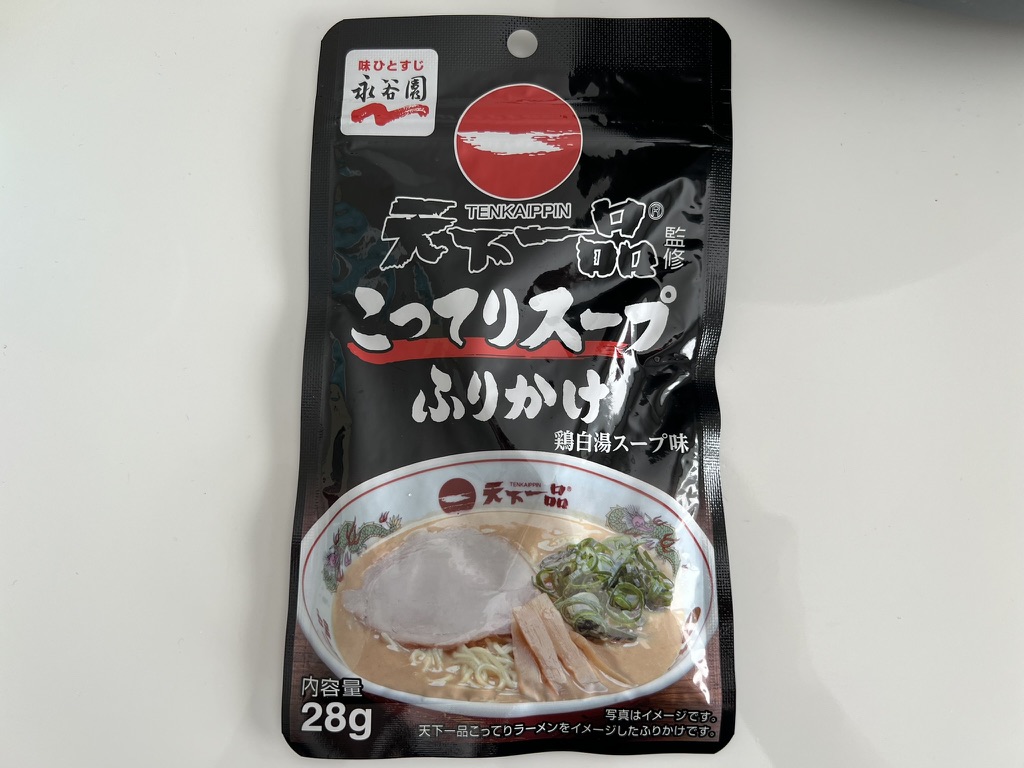 味ひとすじ
永谷園
TENKAIPPIN
天下一品®
監修
こってりスープ
ふりかけ
鶏白湯スープ味
TENKAIPPIN
天下一品®
内容量
28g
写真はイメージです。
天下一品こってりラーメンをイメージしたふりかけです。